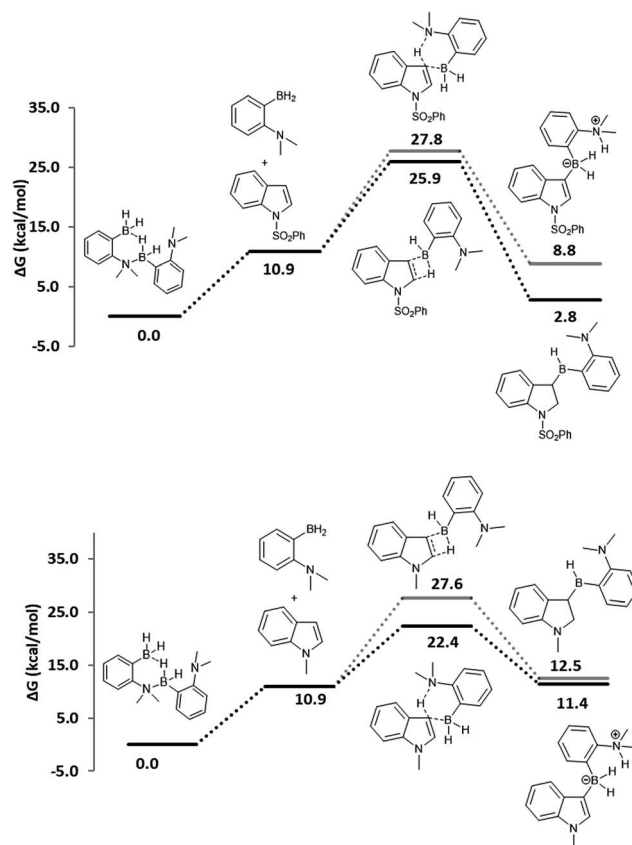 ΔG (kcal/mol)
35.0
25.0
15.0
5.0
-5.0
H
H
B
H
H
B
N
N
0.0
BH2
N
+
N
SO2Ph
10.9
N
H
B
H
H
N
SO2Ph
27.8
25.9
H
B
H
N
N
SO2Ph
⊕
N
H
H
⊖B
H
N
SO2Ph
8.8
2.8
N
H
B
N
SO2Ph
ΔG (kcal/mol)
35.0
25.0
15.0
5.0
-5.0
H
H
B
H
H
B
N
N
0.0
BH2
N
+
N
10.9
H
B
H
N
N
27.6
22.4
N
H
B
H
H
N
N
H
B
N
12.5
11.4
⊕
N
H
H
⊖B
H
N